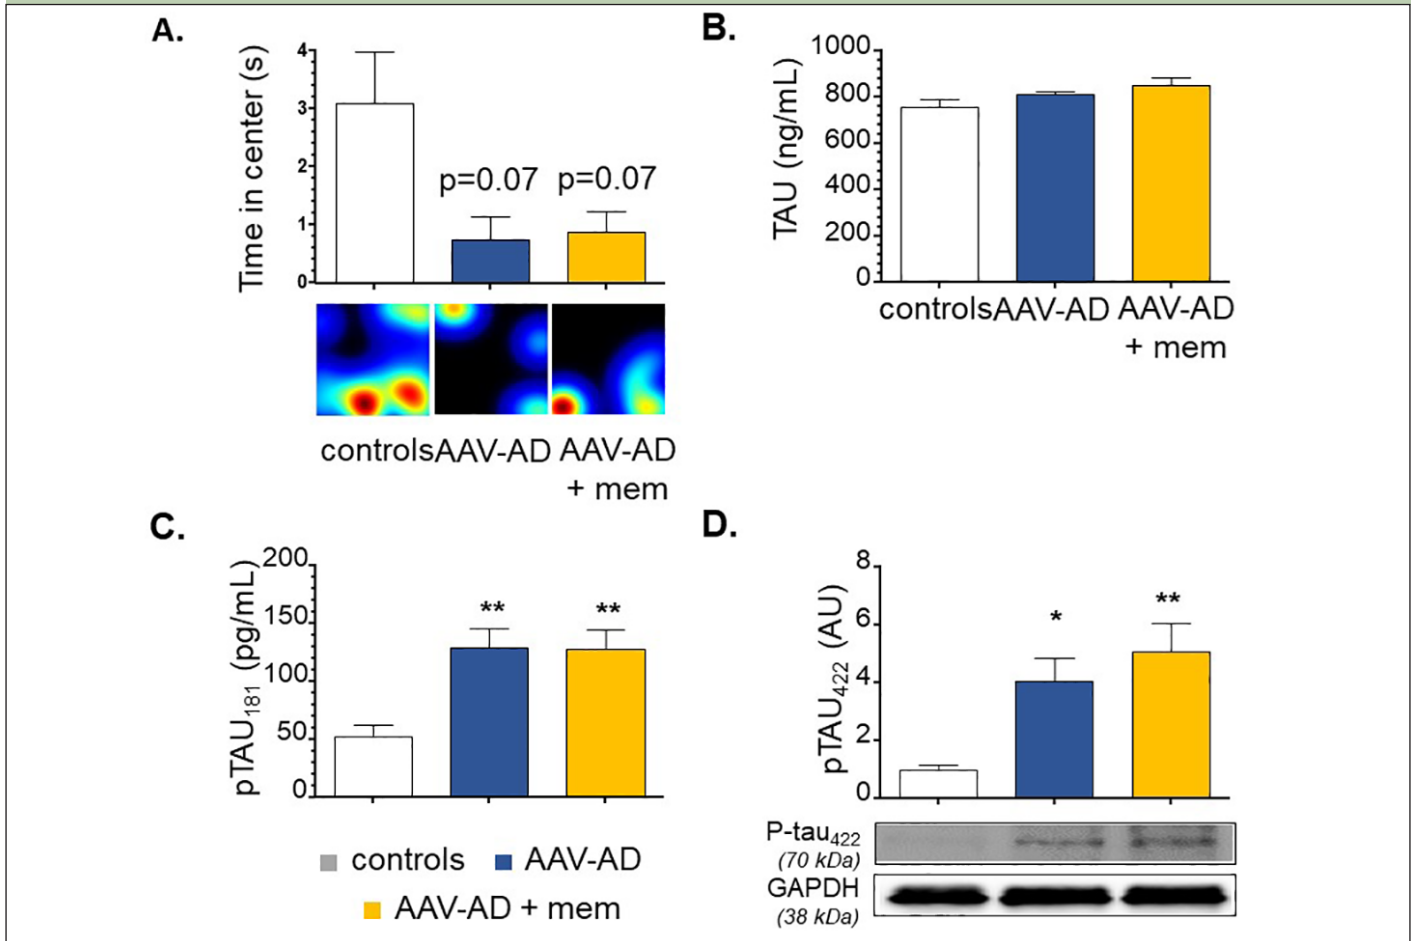 A.
Time in center (s)
4
3
2
1
0
p=0.07 p=0.07
controls AAV-AD AAV-AD
+ mem
B.
TAU (ng/mL)
1000
800
600
400
200
0
controls AAV-AD AAV-AD
+ mem
C.
pTAU181 (pg/mL)
200
150
100
50
0
** **
controls AAV-AD
AAV-AD + mem
D.
pTAU422 (AU)
8
6
4
2
0
* **
P-tau422
(70 kDa)
GAPDH
(38 kDa)